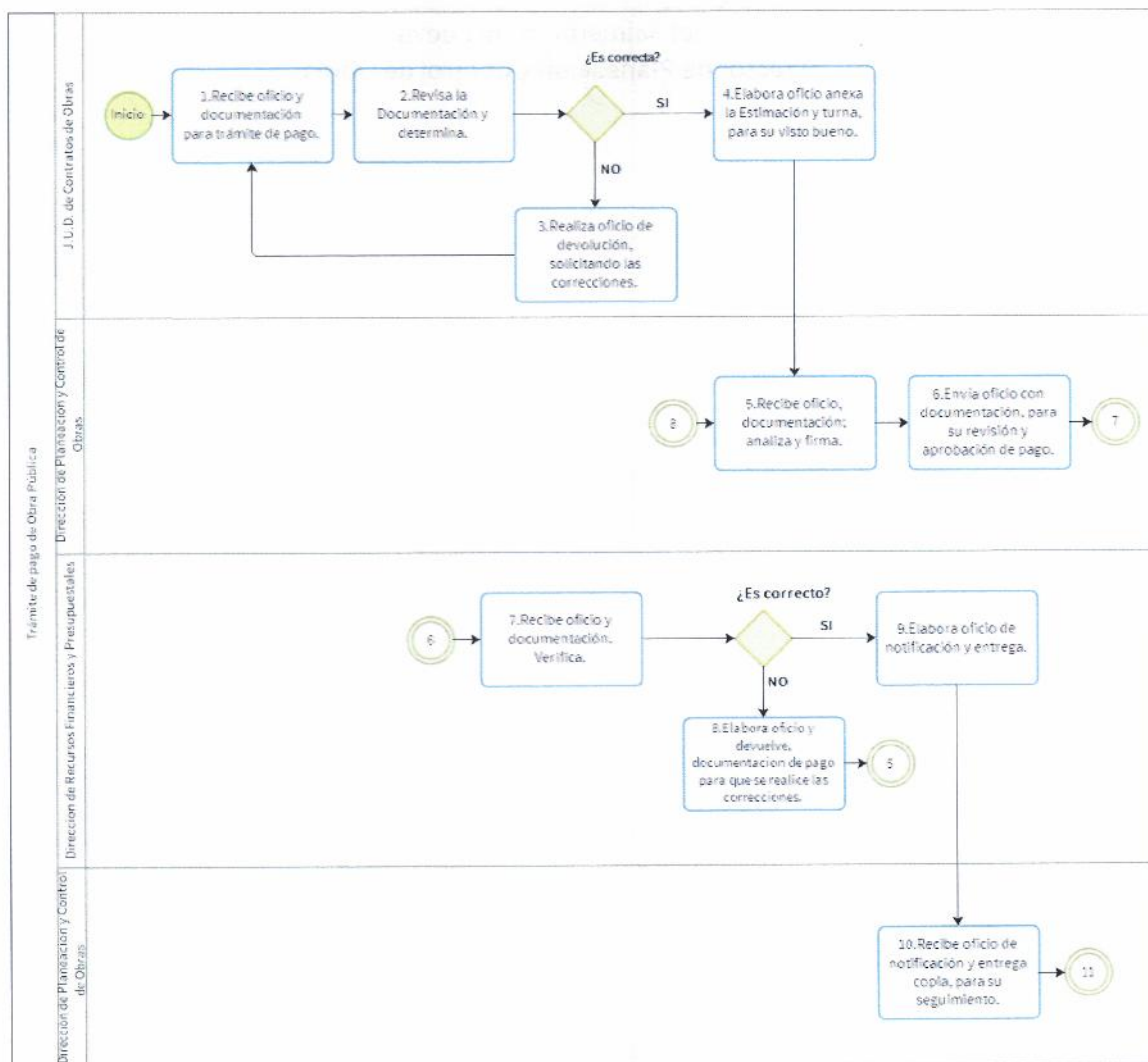 Trámite de pago de Obra Pública
J.U.D. de Contratos de Obras
Inicio
1.Recibe oficio y
documentación
para trámite de pago.
2.Revisa la
Documentación y
determina.
¿Es correcta?
SI
NO
3.Realiza oficio de
devolución,
solicitando las
correcciones.
4.Elabora oficio anexa
la Estimación y turna,
para su visto bueno.
Dirección de Planeación y Control de
Obras
8
5.Recibe oficio,
documentación;
analiza y firma.
6.Envía oficio con
documentación, para
su revisión y
aprobación de pago.
7
Direccion de Recursos Financieros y Presupuestales
6
7.Recibe oficio y
documentación.
Verifica.
¿Es correcto?
SI
NO
8.Elabora oficio y
devuelve,
documentacion de pago
para que se realice las
correcciones.
5
9.Elabora oficio de
notificación y entrega.
Dirección de Planeación y Control
de Obras
10.Recibe oficio de
notificación y entrega
copia, para su
seguimiento.
11